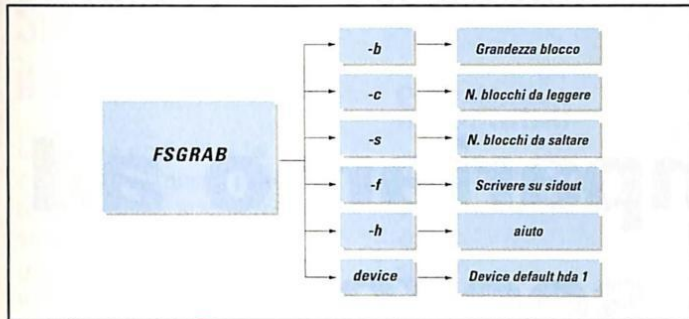 FSGRAB
-b Grandezza blocco
-c N. blocchi da leggere
-s N. blocchi da saltare
-f Scrivere su sidout
-h aiuto
device Device default hda 1